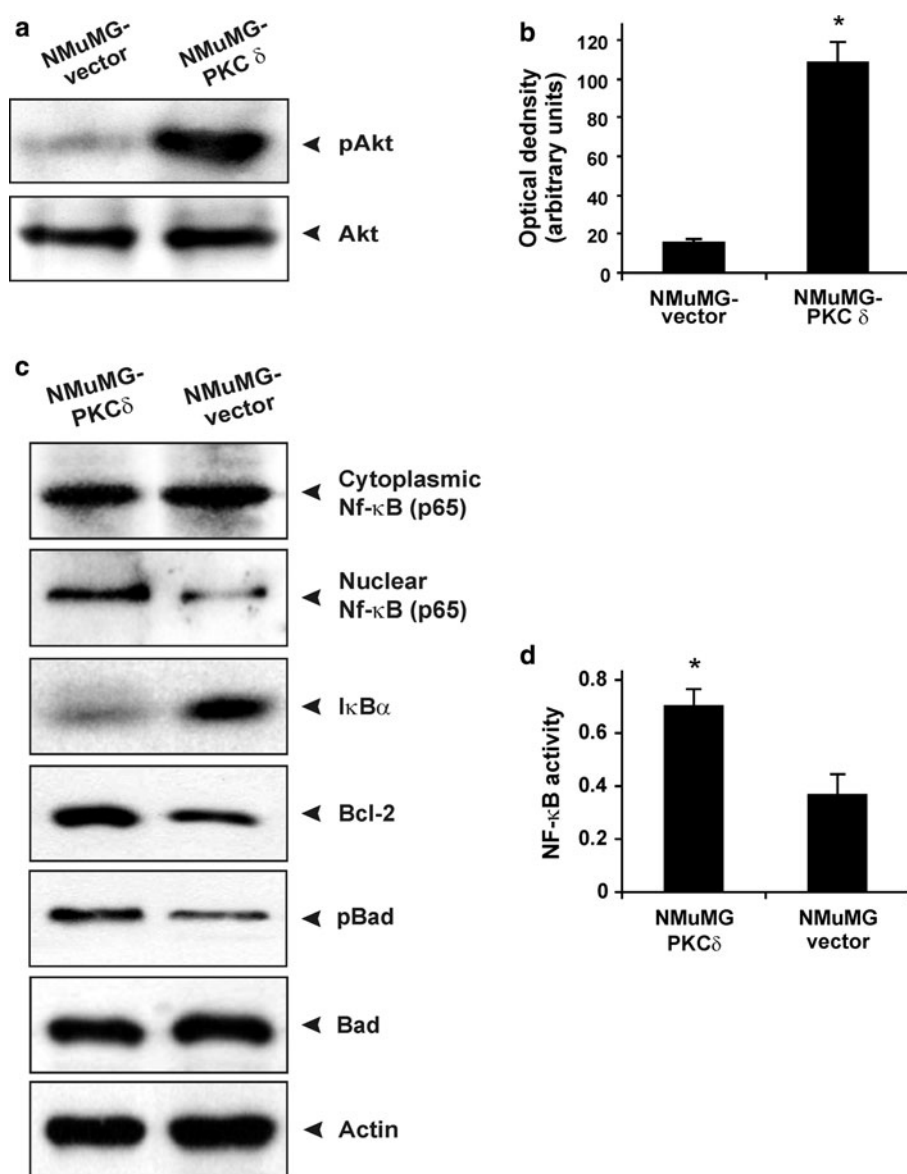 a
NMuMG-
vector
NMuMG-
PKC δ
pAkt
Akt
b
Optical dednsity
(arbitrary units)
120
100
80
60
40
20
0
*
NMuMG-
vector
NMuMG-
PKC δ
c
NMuMG-
PKCδ
NMuMG-
vector
Cytoplasmic
Nf-κB (p65)
Nuclear
Nf-κB (p65)
IκBα
Bcl-2
pBad
Bad
Actin
d
NF-κB activity
0.8
0.6
0.4
0.2
0
*
NMuMG
PKCδ
NMuMG
vector